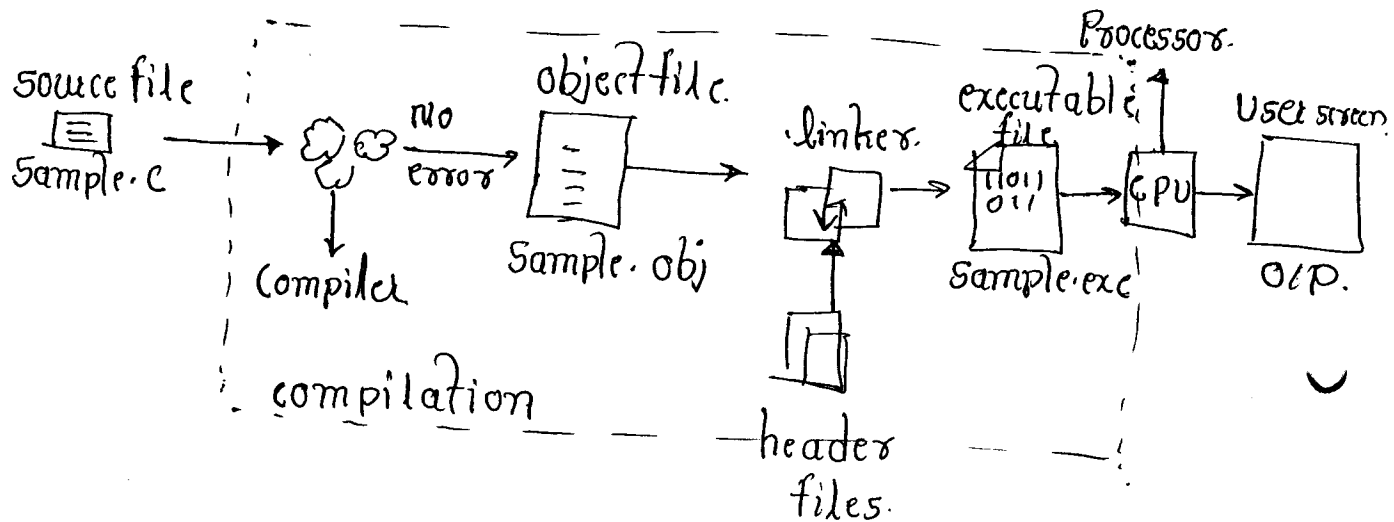 source file
sample.c
compiler
no
error
object file.
sample.obj
linker.
header
files.
executable
file
11011
011
sample.exe
Processor.
CPU
User screen.
O/P.
compilation